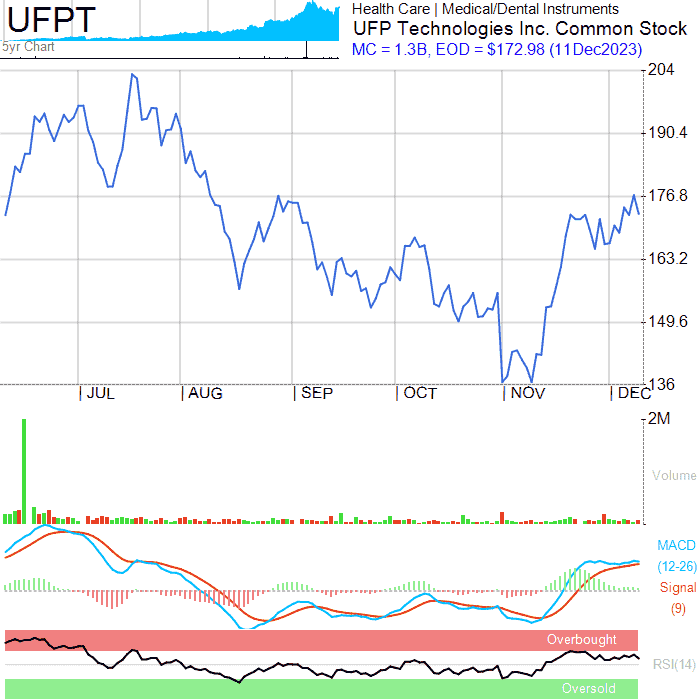 UFPT
5yr Chart
Health Care | Medical/Dental Instruments
UFP Technologies Inc. Common Stock
MC = 1.3B, EOD = $172.98 (11Dec2023)
204
190.4
176.8
163.2
149.6
136
JUL AUG SEP OCT NOV DEC
2M
Volume
MACD
(12-26)
Signal
(9)
Overbought
RSI(14)
Oversold